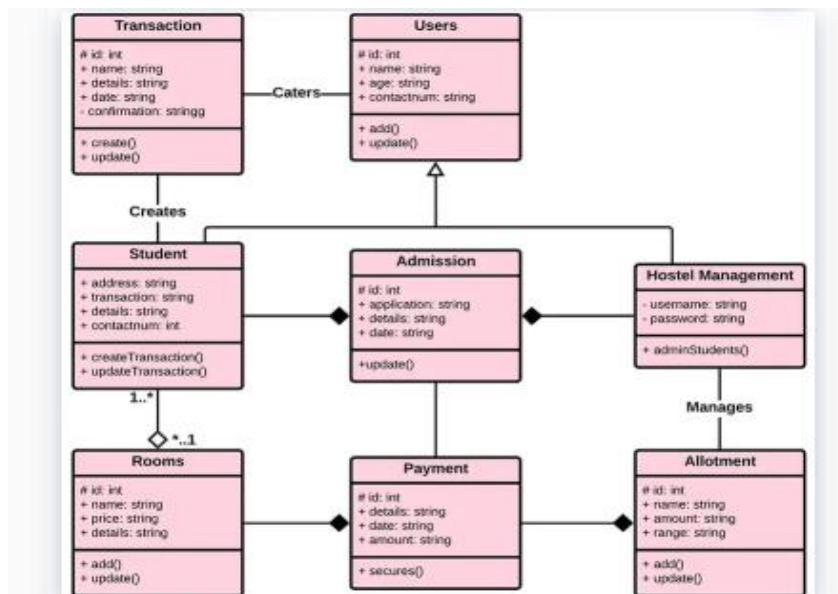 Transaction
# id: int
+ name: string
+ details: string
+ date: string
- confirmation: stringg
+ create()
+ update()
Caters
Users
# id: int
+ name: string
+ age: string
+ contactnum: string
+ add()
+ update()
Creates
Student
+ address: string
+ transaction: string
+ details: string
+ contactnum: int
+ createTransaction()
+ updateTransaction()
Admission
# id: int
+ application: string
+ details: string
+ date: string
+update()
Hostel Management
- username: string
- password: string
+ adminStudents()
1..*
*..1
Manages
Rooms
# id: int
+ name: string
+ price: string
+ details: string
+ add()
+ update()
Payment
# id: int
+ details: string
+ date: string
+ amount: string
+ secures()
Allotment
# id: int
+ name: string
+ amount: string
+ range: string
+ add()
+ update()